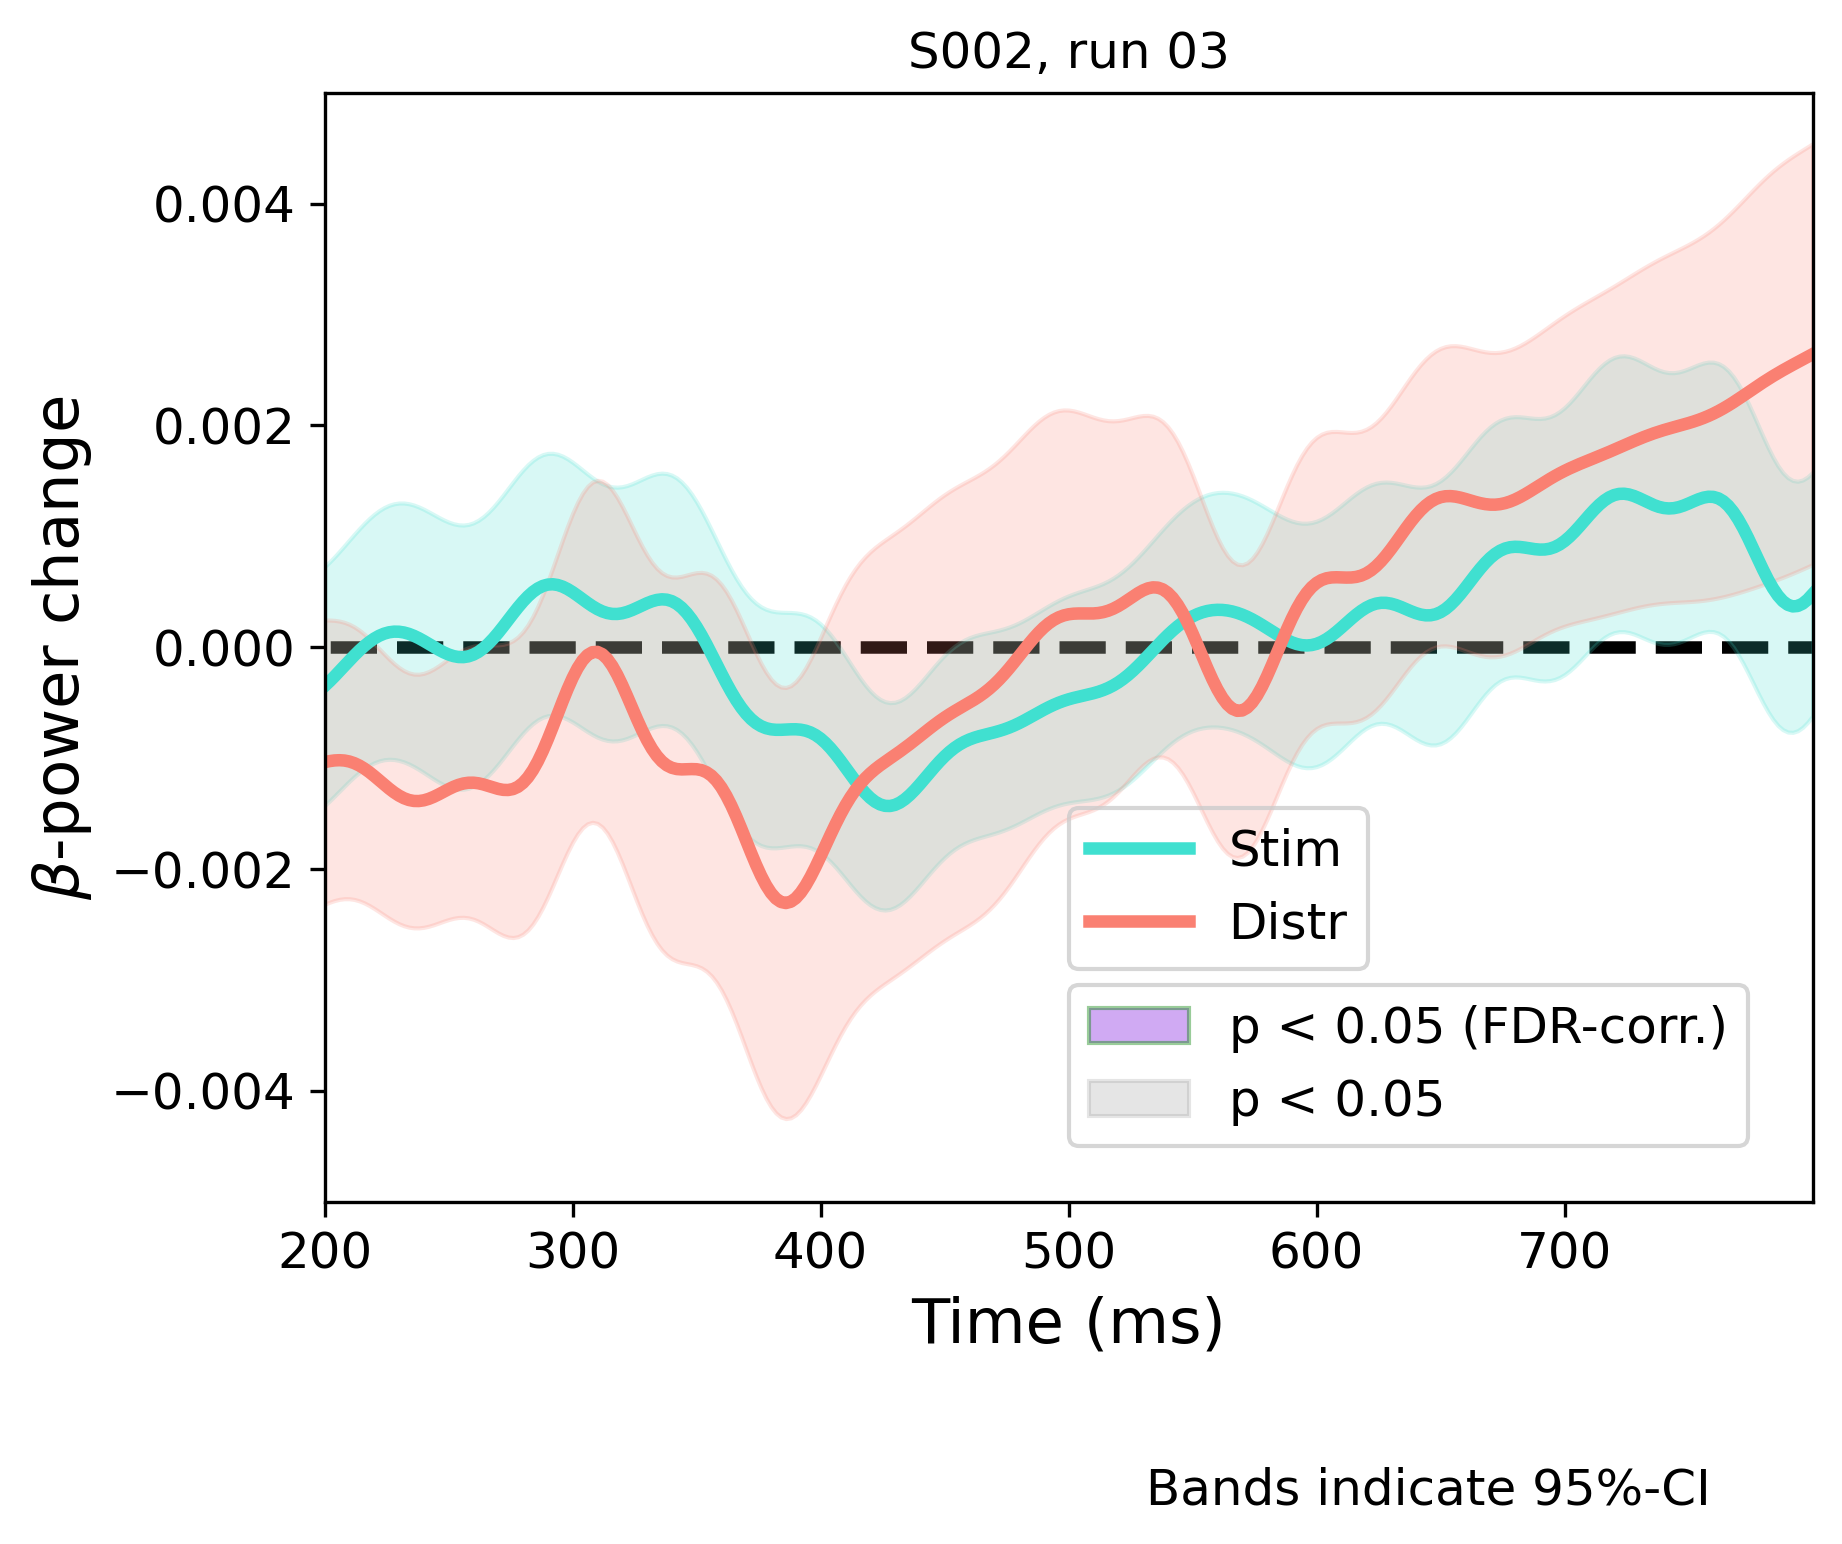 S002, run 03
β-power change
0.004
0.002
0.000
−0.002
−0.004
Stim
Distr
p < 0.05 (FDR-corr.)
p < 0.05
200 300 400 500 600 700
Time (ms)
Bands indicate 95%-CI